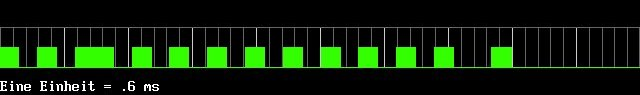 Eine Einheit = .6 ms